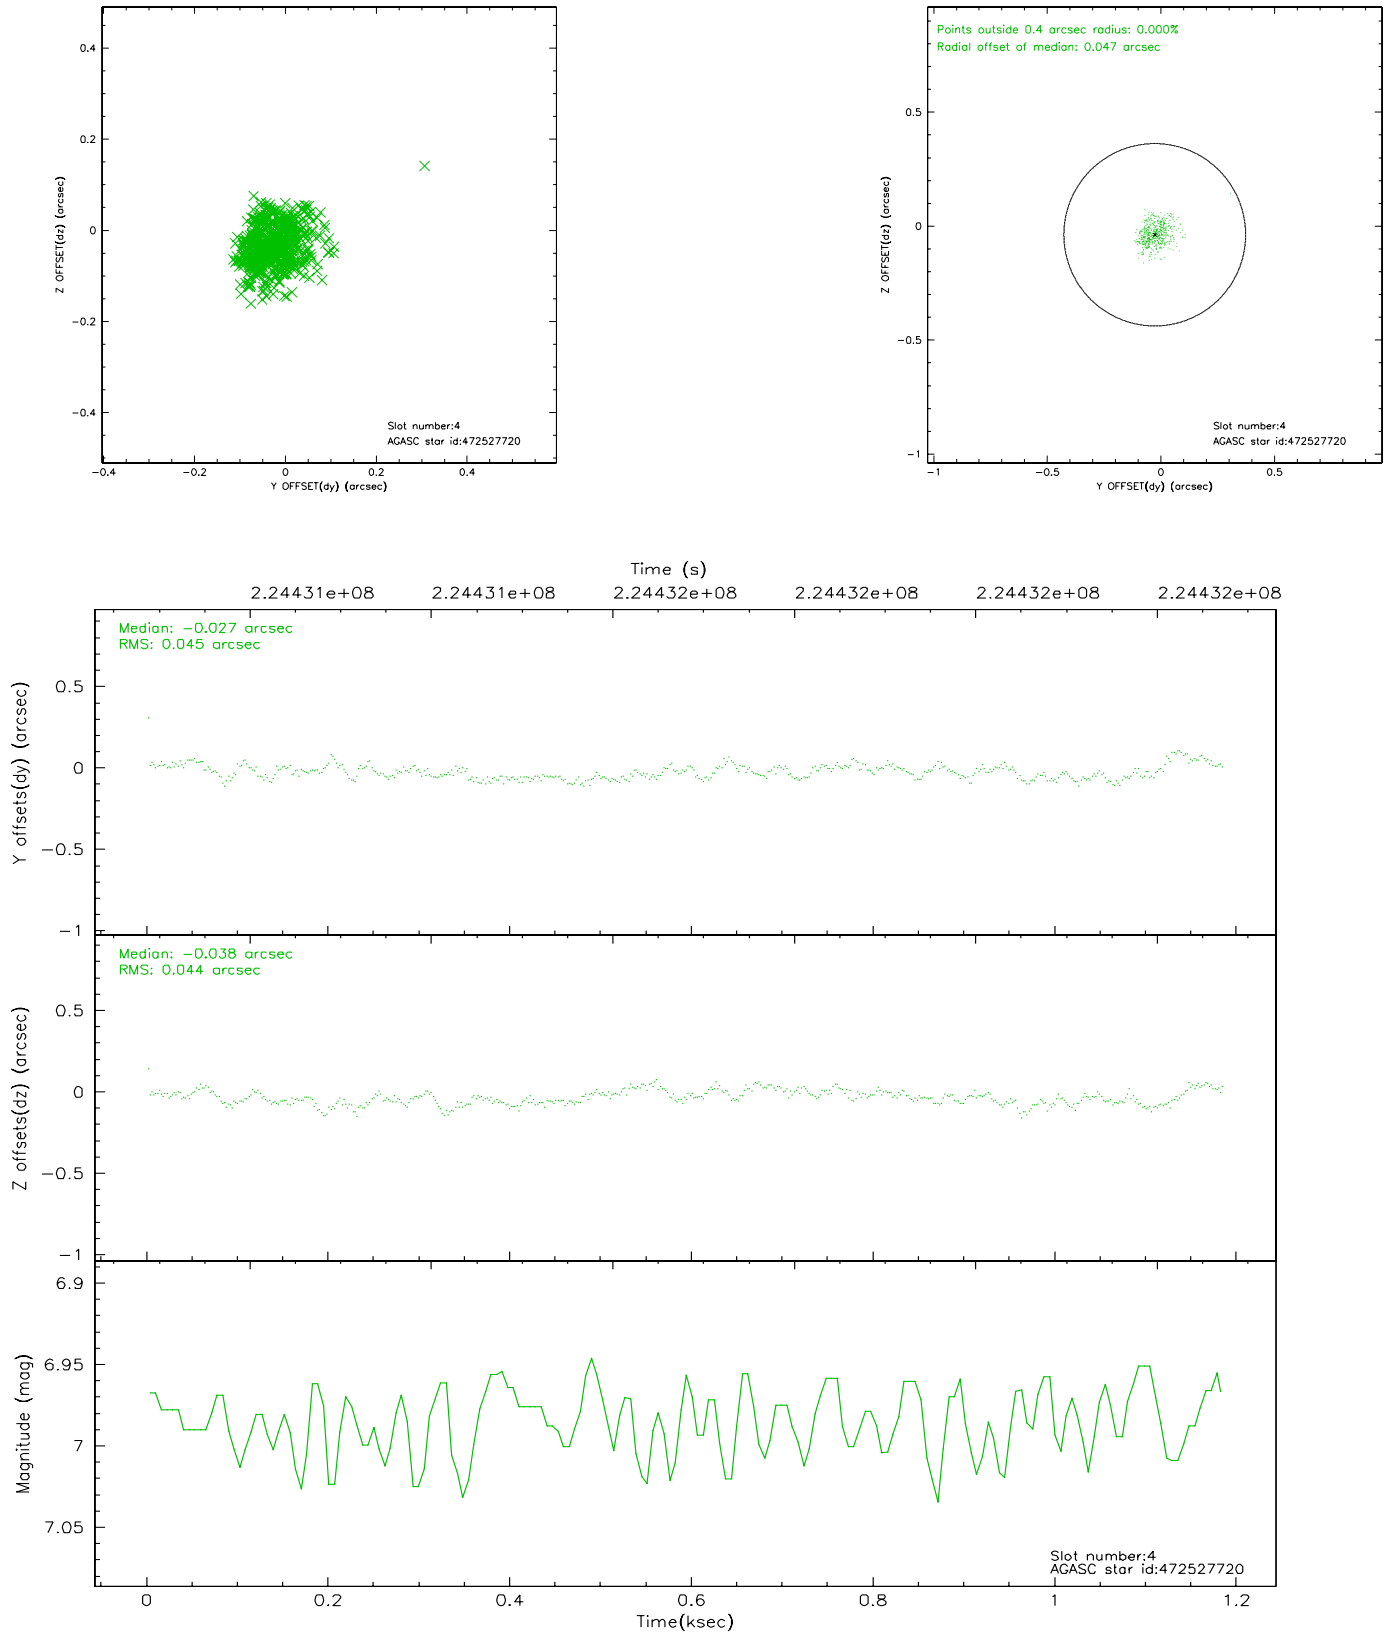 0.4
0.2
0
−0.2
−0.4
Z OFFSET(dz) (arcsec)
Slot number:4
AGASC star id:472527720
−0.4 −0.2 0 0.2 0.4
Y OFFSET(dy) (arcsec)
Points outside 0.4 arcsec radius: 0.000%
Radial offset of median: 0.047 arcsec
0.5
0
−0.5
−1
Z OFFSET(dz) (arcsec)
Slot number:4
AGASC star id:472527720
−1 −0.5 0 0.5
Y OFFSET(dy) (arcsec)
Time (s)
2.24431e+08 2.24431e+08 2.24432e+08 2.24432e+08 2.24432e+08 2.24432e+08
Median: −0.027 arcsec
RMS: 0.045 arcsec
0.5
0
−0.5
−1
Y offsets(dy) (arcsec)
Median: −0.038 arcsec
RMS: 0.044 arcsec
0.5
0
−0.5
−1
Z offsets(dz) (arcsec)
6.9
6.95
7
7.05
Magnitude (mag)
Slot number:4
AGASC star id:472527720
0 0.2 0.4 0.6 0.8 1 1.2
Time(ksec)